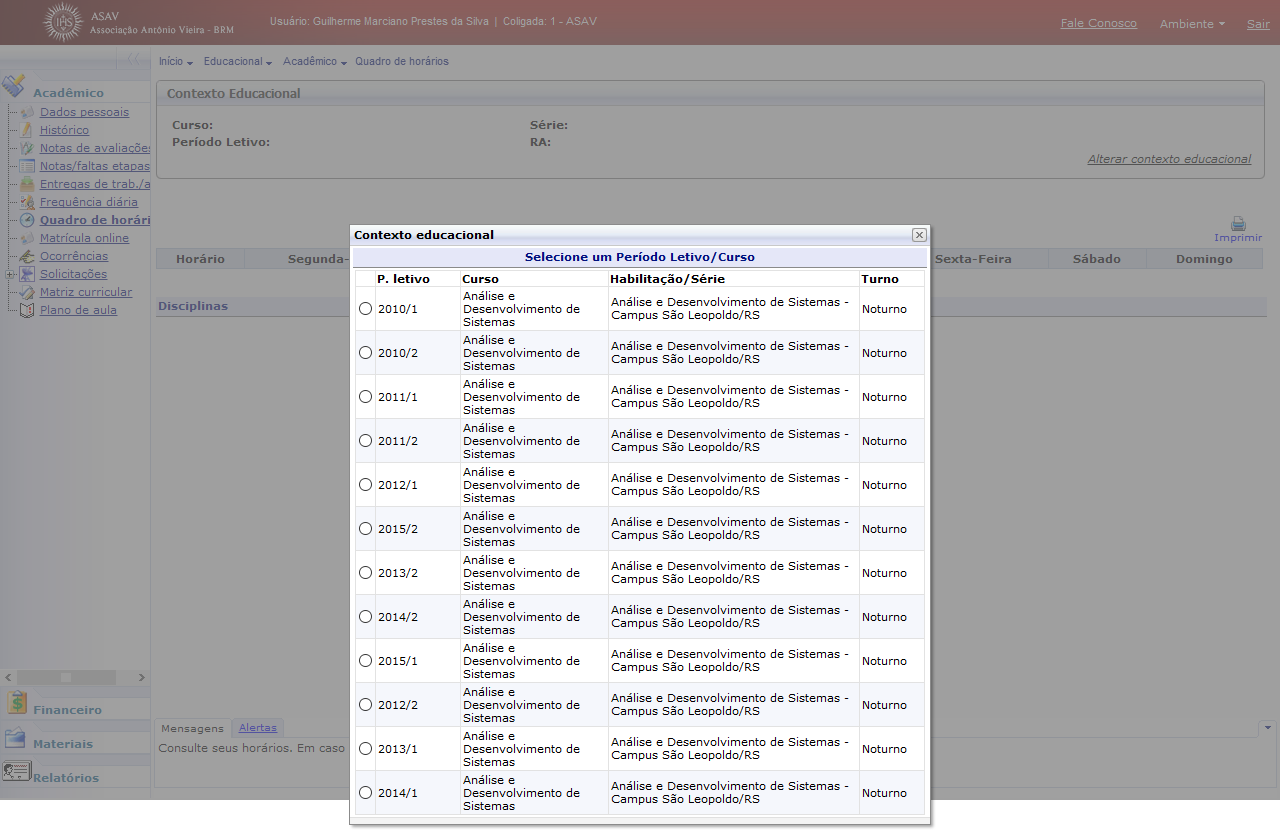 ASAV
Associação Antônio Vieira - BRM
Usuário: Guilherme Marciano Prestes da Silva | Coligada: 1 - ASAV
Fale Conosco
Ambiente
Sair
Início Educacional Acadêmico Quadro de horários
Acadêmico
Dados pessoais
Histórico
Notas de avaliações
Notas/faltas etapas
Entregas de trab./a
Frequência diária
Quadro de horári
Matrícula online
Ocorrências
Solicitações
Matriz curricular
Plano de aula
Financeiro
Materiais
Relatórios
Contexto Educacional
Curso: Série:
Período Letivo: RA:
Alterar contexto educacional
Imprimir
Horário Segunda- Sexta-Feira Sábado Domingo
Disciplinas
Mensagens Alertas
Consulte seus horários. Em caso
Contexto educacional
Selecione um Período Letivo/Curso
P. letivo Curso Habilitação/Série Turno
2010/1 Análise e Desenvolvimento de Sistemas Análise e Desenvolvimento de Sistemas - Campus São Leopoldo/RS Noturno
2010/2 Análise e Desenvolvimento de Sistemas Análise e Desenvolvimento de Sistemas - Campus São Leopoldo/RS Noturno
2011/1 Análise e Desenvolvimento de Sistemas Análise e Desenvolvimento de Sistemas - Campus São Leopoldo/RS Noturno
2011/2 Análise e Desenvolvimento de Sistemas Análise e Desenvolvimento de Sistemas - Campus São Leopoldo/RS Noturno
2012/1 Análise e Desenvolvimento de Sistemas Análise e Desenvolvimento de Sistemas - Campus São Leopoldo/RS Noturno
2015/2 Análise e Desenvolvimento de Sistemas Análise e Desenvolvimento de Sistemas - Campus São Leopoldo/RS Noturno
2013/2 Análise e Desenvolvimento de Sistemas Análise e Desenvolvimento de Sistemas - Campus São Leopoldo/RS Noturno
2014/2 Análise e Desenvolvimento de Sistemas Análise e Desenvolvimento de Sistemas - Campus São Leopoldo/RS Noturno
2015/1 Análise e Desenvolvimento de Sistemas Análise e Desenvolvimento de Sistemas - Campus São Leopoldo/RS Noturno
2012/2 Análise e Desenvolvimento de Sistemas Análise e Desenvolvimento de Sistemas - Campus São Leopoldo/RS Noturno
2013/1 Análise e Desenvolvimento de Sistemas Análise e Desenvolvimento de Sistemas - Campus São Leopoldo/RS Noturno
2014/1 Análise e Desenvolvimento de Sistemas Análise e Desenvolvimento de Sistemas - Campus São Leopoldo/RS Noturno